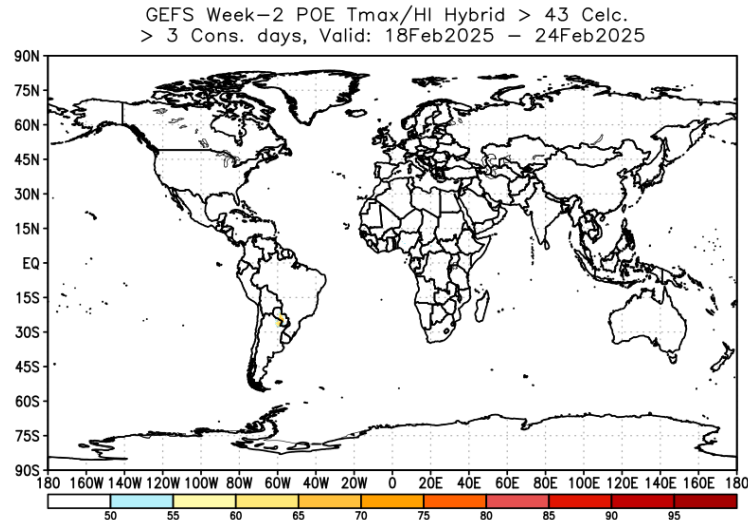 GEFS Week-2 POE Tmax/HI Hybrid > 43 Celc.
> 3 Cons. days, Valid: 18Feb2025 - 24Feb2025
90N
75N
60N
45N
30N
15N
EQ
15S
30S
45S
60S
75S
90S
180 160W 140W 120W 100W 80W 60W 40W 20W 0 20E 40E 60E 80E 100E 120E 140E 160E 180
50 55 60 65 70 75 80 85 90 95